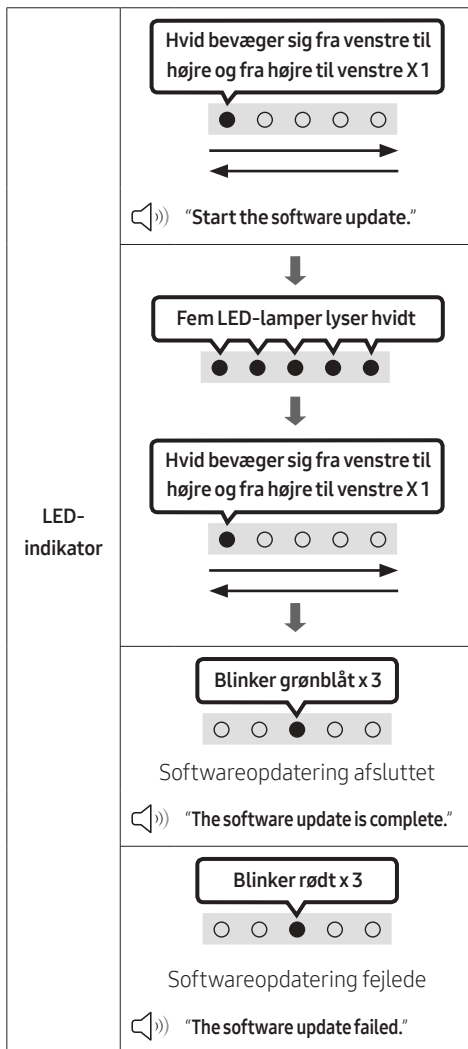 LED-
indikator
Hvid bevæger sig fra venstre til
højre og fra højre til venstre X 1
“Start the software update.”
Fem LED-lamper lyser hvidt
Hvid bevæger sig fra venstre til
højre og fra højre til venstre X 1
Blinker grønblåt x 3
Softwareopdatering afsluttet
“The software update is complete.”
Blinker rødt x 3
Softwareopdatering fejlede
“The software update failed.”